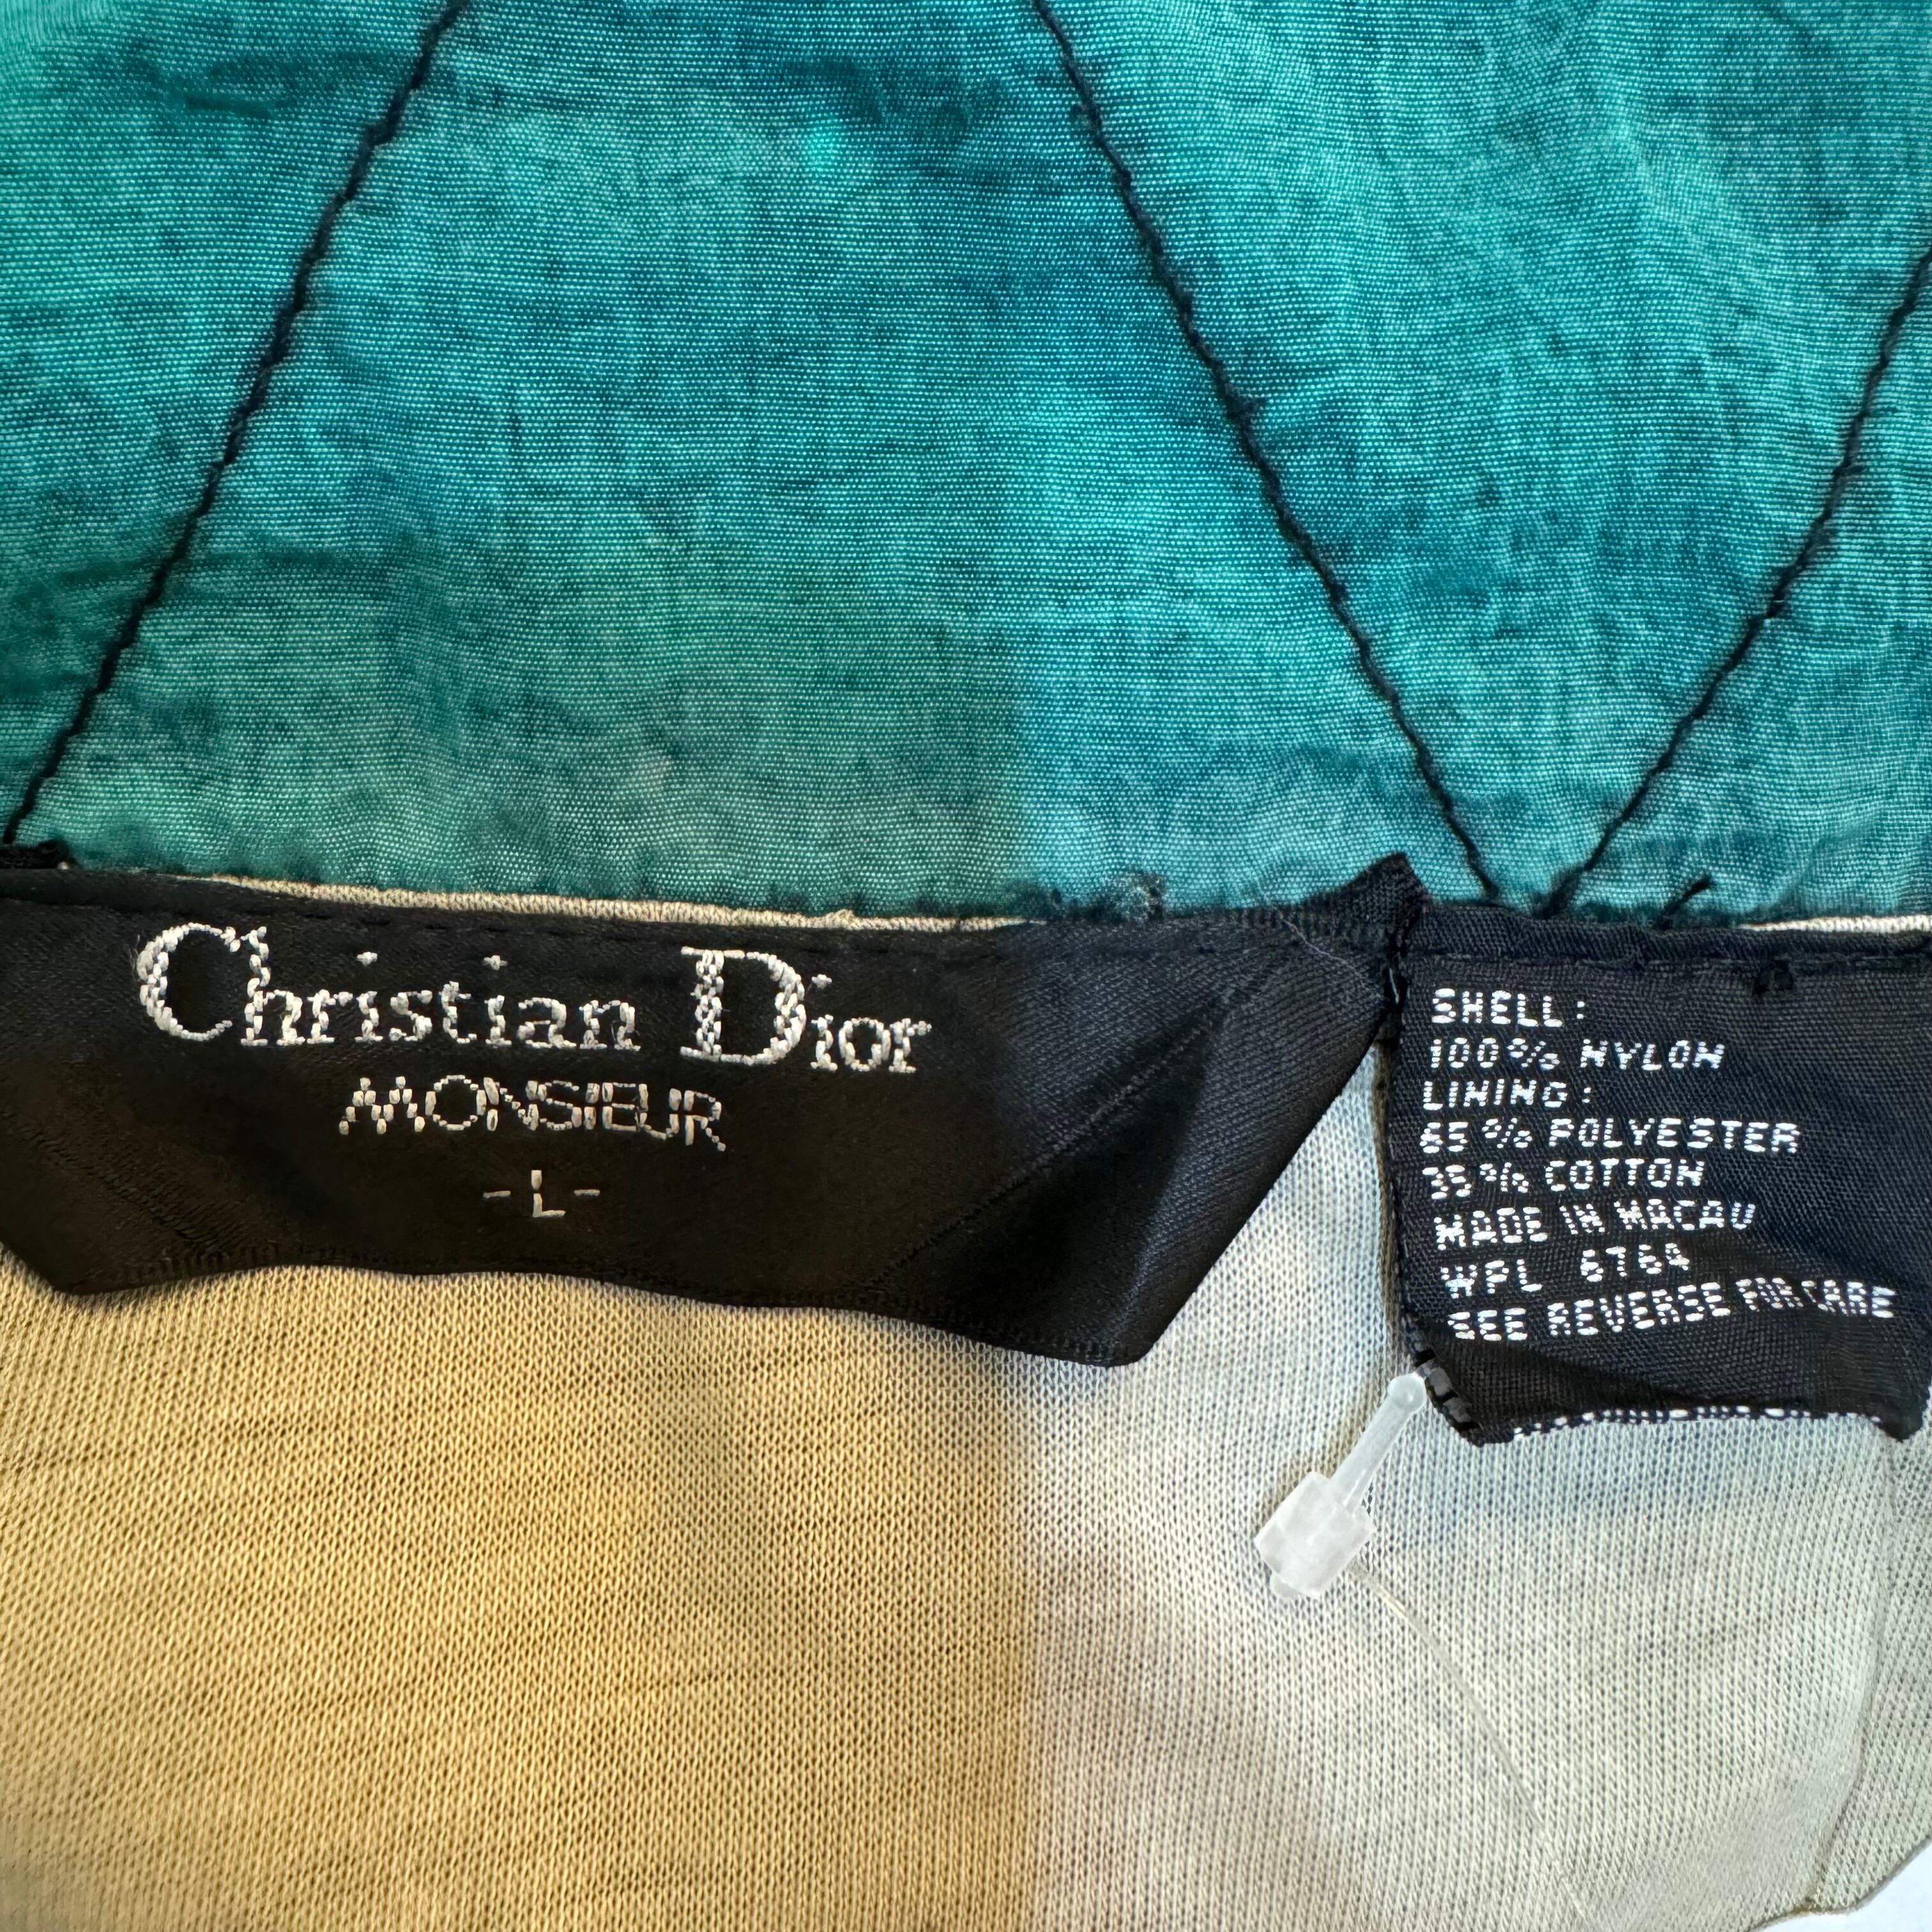 Christian Dior
MONSIEUR
-L-
SHELL:
100% NYLON
LINING:
65% POLYESTER
35% COTTON
MADE IN MACAU
WPL 6764
SEE REVERSE FOR CARE